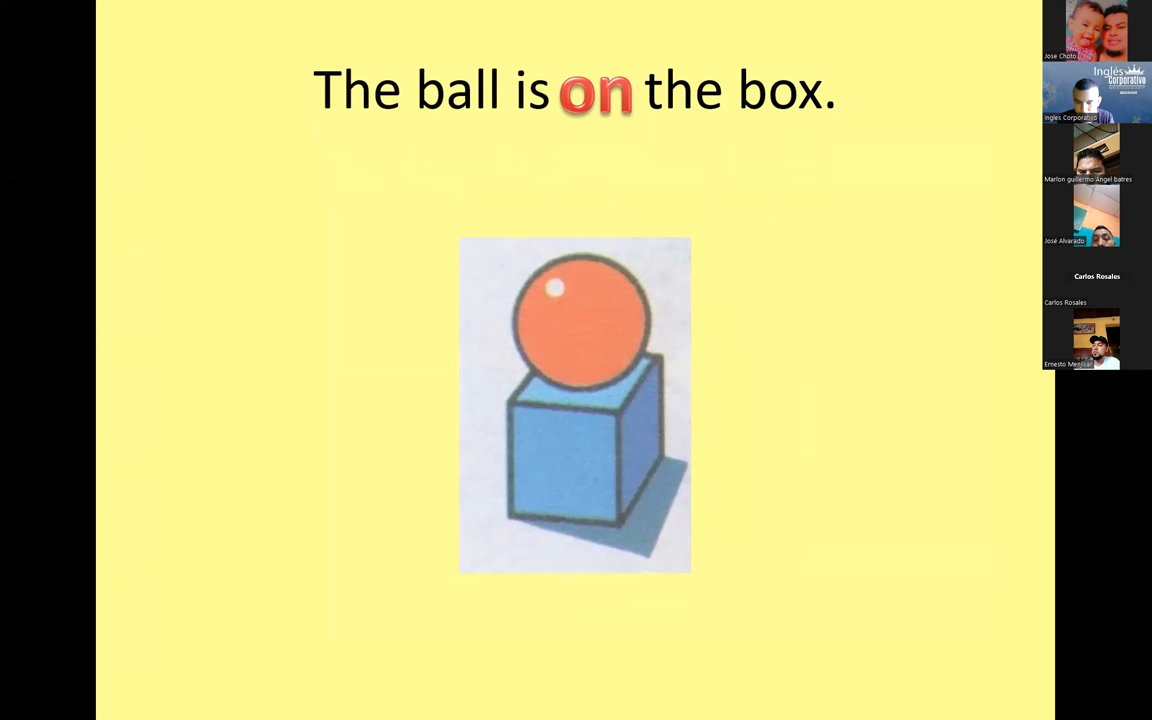 The ball is on the box.
Jose Choto
Inglés
Corporativo
BEGINNER
Ingles Corporativo
Marlon guillermo Angel batres
José Alvarado
Carlos Rosales
Carlos Rosales
Ernesto Menjivar